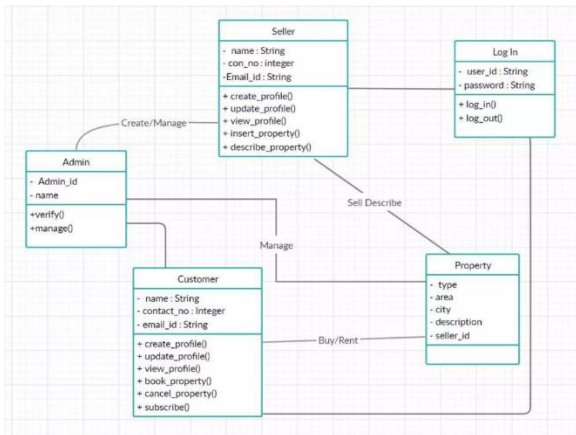 Seller
- name : String
- con_no : integer
-Email_id : String
+ create_profile()
+ update_profile()
+ view_profile()
+ insert_property()
+ describe_property()
Log In
- user_id : String
- password : String
+ log_in()
+ log_out()
Create/Manage
Admin
- Admin_id
- name
+verify()
+manage()
Sell Describe
Manage
Customer
- name : String
- contact_no : Integer
- email_id : String
+ create_profile()
+ update_profile()
+ view_profile()
+ book_property()
+ cancel_property()
+ subscribe()
Buy/Rent
Property
- type
- area
- city
- description
- seller_id